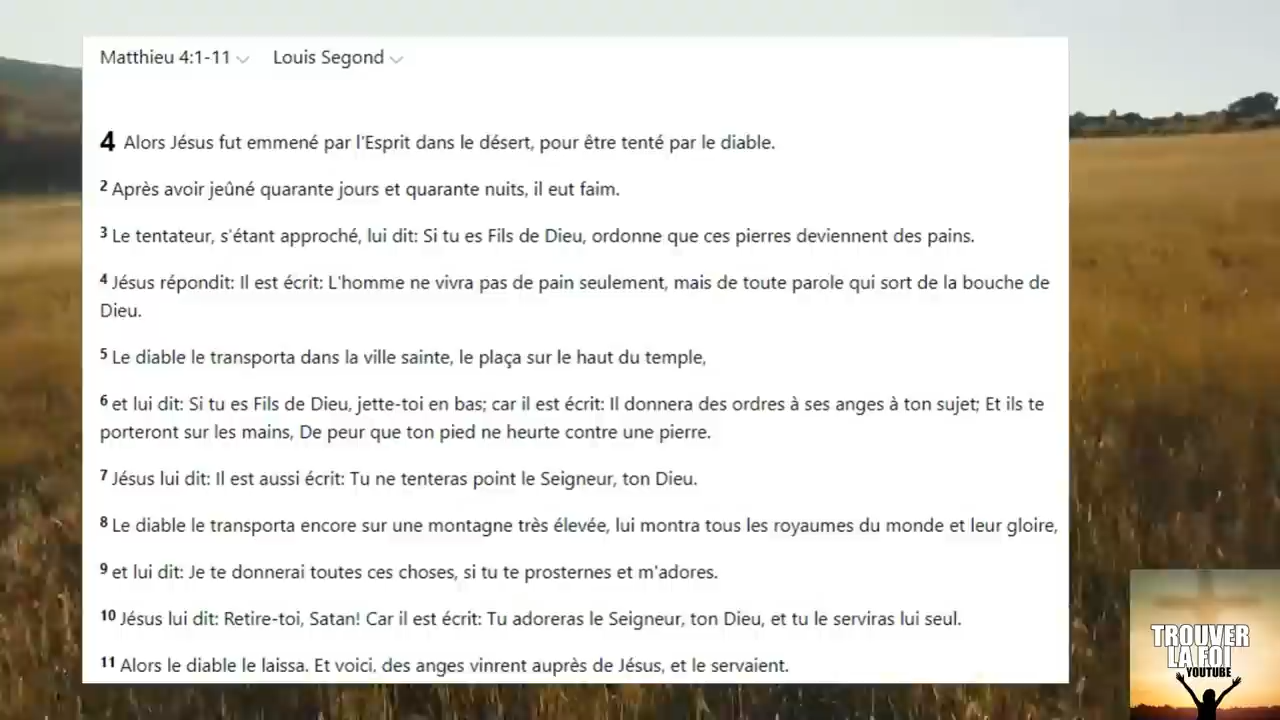 Matthieu 4:1-11 Louis Segond
4 Alors Jésus fut emmené par l'Esprit dans le désert, pour être tenté par le diable.
2 Après avoir jeûné quarante jours et quarante nuits, il eut faim.
3 Le tentateur, s'étant approché, lui dit: Si tu es Fils de Dieu, ordonne que ces pierres deviennent des pains.
4 Jésus répondit: Il est écrit: L'homme ne vivra pas de pain seulement, mais de toute parole qui sort de la bouche de
Dieu.
5 Le diable le transporta dans la ville sainte, le plaça sur le haut du temple,
6 et lui dit: Si tu es Fils de Dieu, jette-toi en bas; car il est écrit: Il donnera des ordres à ses anges à ton sujet; Et ils te
porteront sur les mains, De peur que ton pied ne heurte contre une pierre.
7 Jésus lui dit: Il est aussi écrit: Tu ne tenteras point le Seigneur, ton Dieu.
8 Le diable le transporta encore sur une montagne très élevée, lui montra tous les royaumes du monde et leur gloire,
9 et lui dit: Je te donnerai toutes ces choses, si tu te prosternes et m'adores.
10 Jésus lui dit: Retire-toi, Satan! Car il est écrit: Tu adoreras le Seigneur, ton Dieu, et tu le serviras lui seul.
11 Alors le diable le laissa. Et voici, des anges vinrent auprès de Jésus, et le servaient.
TROUVER
LA FOI
YOUTUBE